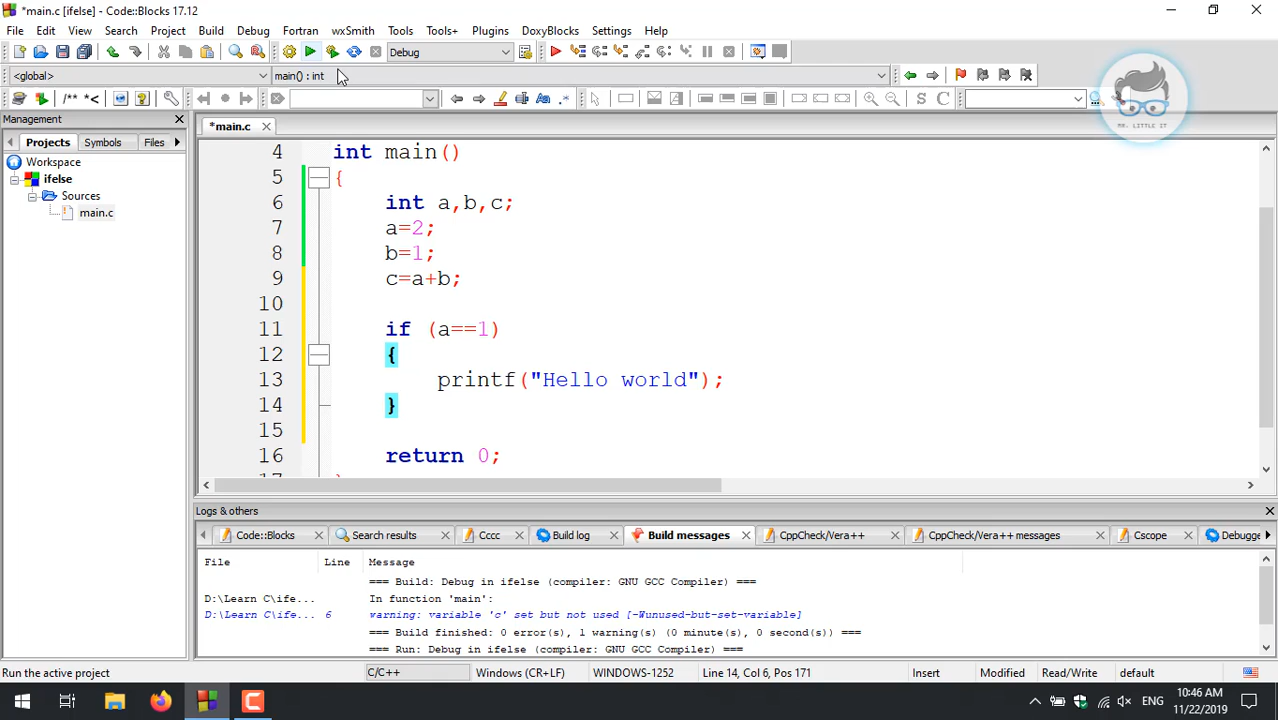 *main.c [ifelse] - Code::Blocks 17.12
File Edit View Search Project Build Debug Fortran wxSmith Tools Tools+ Plugins DoxyBlocks Settings Help
Debug
<global> main() : int
/** *<
S C
MR. LITTLE IT
Management
*main.c
Projects Symbols Files
Workspace
ifelse
Sources
main.c
4 int main()
5 {
6 int a,b,c;
7 a=2;
8 b=1;
9 c=a+b;
10
11 if (a==1)
12 {
13 printf("Hello world");
14 }
15
16 return 0;
Logs & others
Code::Blocks Search results Cccc Build log Build messages CppCheck/Vera++ CppCheck/Vera++ messages Cscope Debugge
File Line Message
=== Build: Debug in ifelse (compiler: GNU GCC Compiler) ===
D:\Learn C\ife... In function 'main':
D:\Learn C\ife... 6 warning: variable 'c' set but not used [-Wunused-but-set-variable]
=== Build finished: 0 error(s), 1 warning(s) (0 minute(s), 0 second(s)) ===
=== Run: Debug in ifelse (compiler: GNU GCC Compiler) ===
Run the active project C/C++ Windows (CR+LF) WINDOWS-1252 Line 14, Col 6, Pos 171 Insert Modified Read/Write default
ENG
10:46 AM
11/22/2019